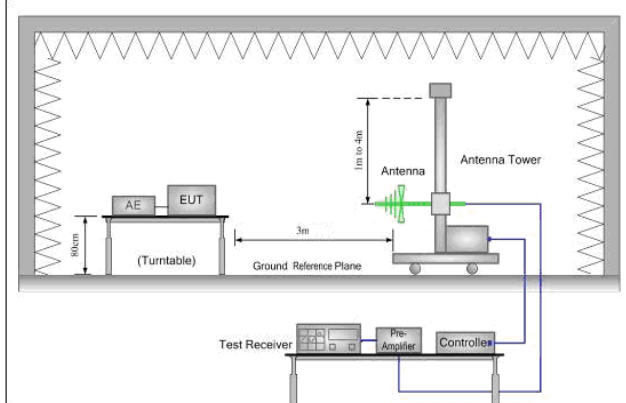 1m to 4m
Antenna
Antenna Tower
AE
EUT
80cm
(Turntable)
3m
Ground Reference Plane
Test Receiver
Pre-
Amplifier
Controller